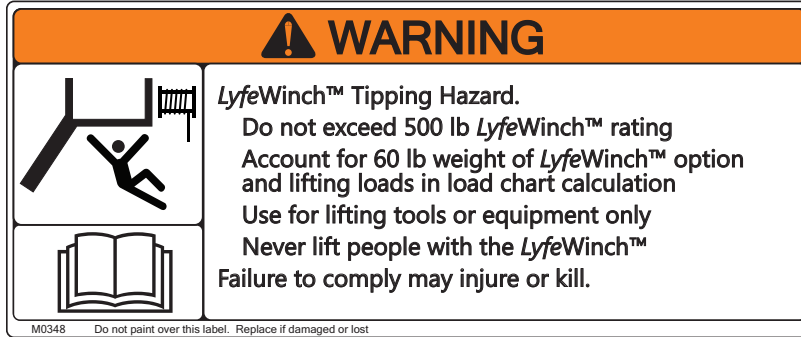 WARNING
LyfeWinch™ Tipping Hazard.
Do not exceed 500 lb LyfeWinch™ rating
Account for 60 lb weight of LyfeWinch™ option
and lifting loads in load chart calculation
Use for lifting tools or equipment only
Never lift people with the LyfeWinch™
Failure to comply may injure or kill.
M0348 Do not paint over this label. Replace if damaged or lost